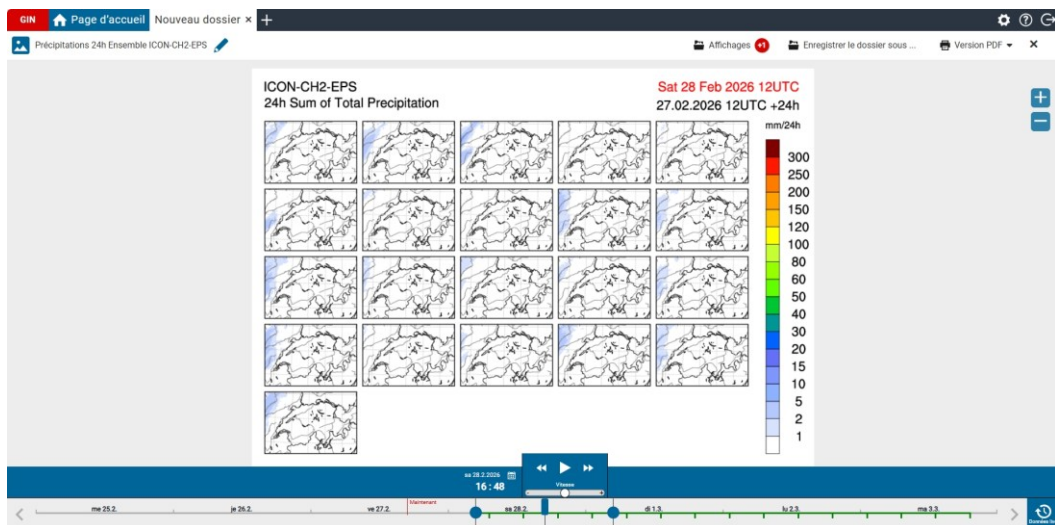 GIN Page d'accueil Nouveau dossier × +
Précipitations 24h Ensemble ICON-CH2-EPS Affichages +1 Enregistrer le dossier sous ... Version PDF ×
ICON-CH2-EPS Sat 28 Feb 2026 12UTC
24h Sum of Total Precipitation 27.02.2026 12UTC +24h
mm/24h
300
250
200
150
120
100
80
60
50
40
30
20
15
10
5
2
1
sa 28.2.2026
16:48 Vitesse
Maintenant
me 25.2. je 26.2. ve 27.2. sa 28.2. di 1.3. lu 2.3. ma 3.3.